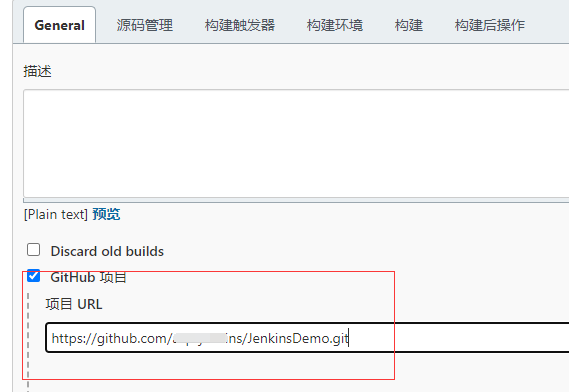 General 源码管理 构建触发器 构建环境 构建 构建后操作
描述
[Plain text] 预览
Discard old builds
GitHub 项目
项目 URL
https://github.com/ ins/JenkinsDemo.git